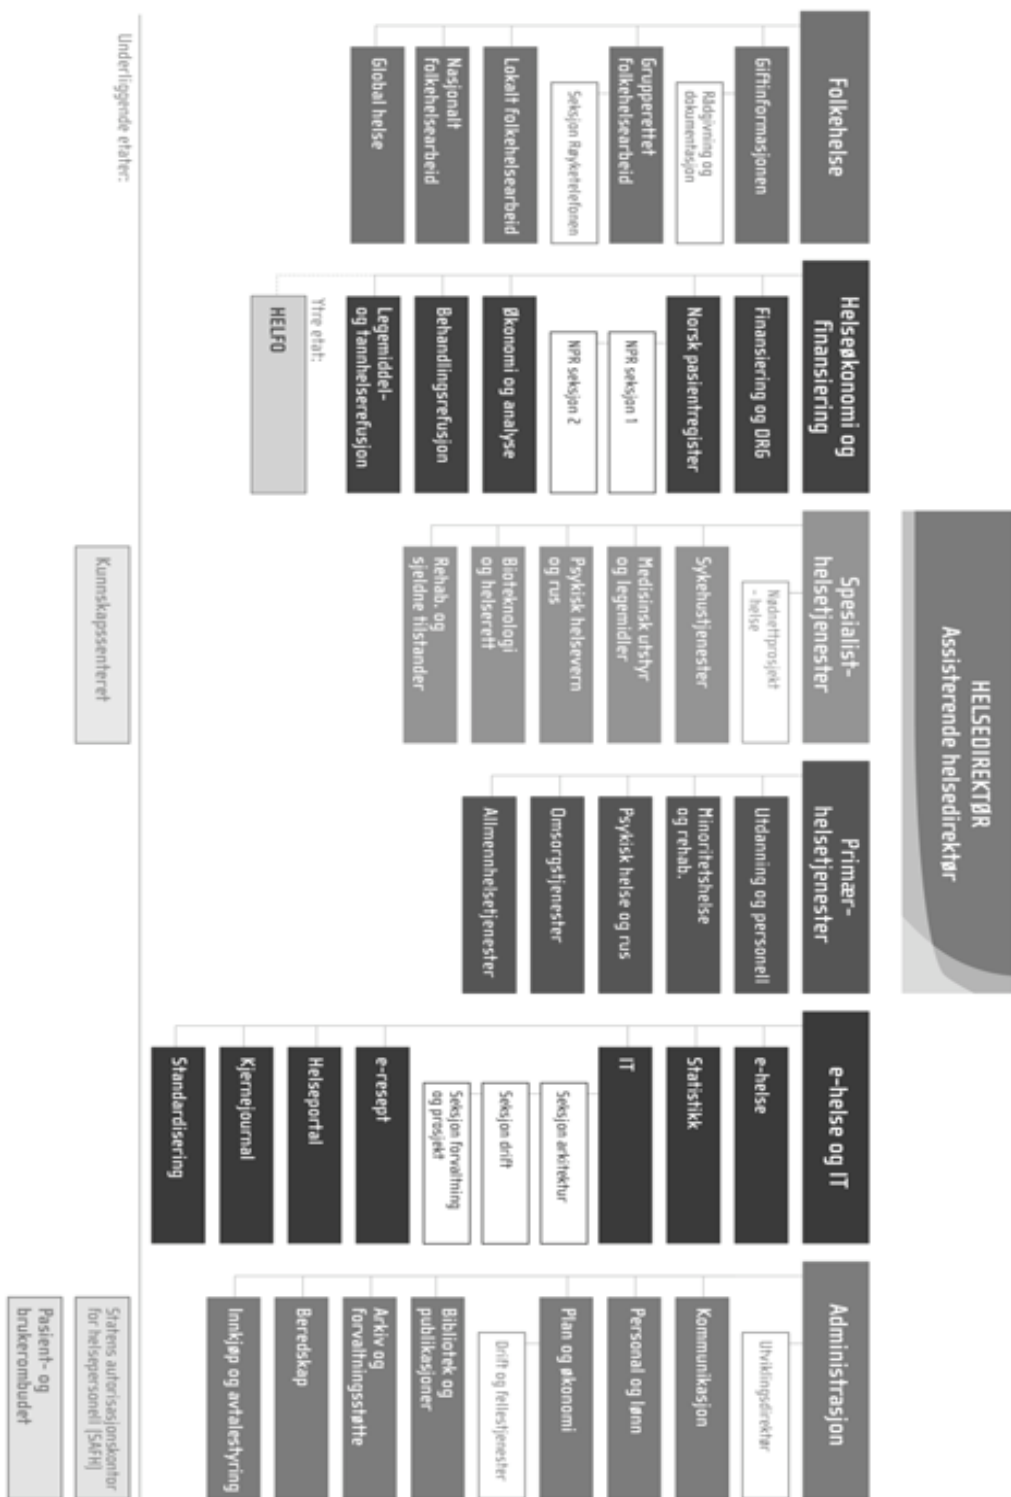 HELSEDIREKTØR
Assisterende helsedirektør
Folkehelse
Giftinformasjonen
Rådgivning og
dokumentasjon
Grupperettet
folkehelsearbeid
Seksjon Røyketelefonen
Lokalt folkehelsearbeid
Nasjonalt
folkehelsearbeid
Global helse
Helseøkonomi og
finansiering
Finansiering og DRG
Norsk pasientregister
NPR seksjon 1
NPR seksjon 2
Økonomi og analyse
Behandlingsrefusjon
Legemiddel-
og tannhelserefusjon
Ytre etat:
HELFO
Spesialist-
helsetjenester
Nødnettprosjekt
- helse
Sykehustjenester
Medisinsk utstyr
og legemidler
Psykisk helsevern
og rus
Bioteknologi
og helserett
Rehab. og
sjeldne tilstander
Primær-
helsetjenester
Utdanning og personell
Minoritetshelse
og rehab.
Psykisk helse og rus
Omsorgstjenester
Allmennhelsetjenester
e-helse og IT
e-helse
Statistikk
IT
Seksjon arkitektur
Seksjon drift
Seksjon forvaltning
og prosjekt
e-resept
Helseportal
Kjernejournal
Standardisering
Administrasjon
Utviklingsdirektør
Kommunikasjon
Personal og lønn
Plan og økonomi
Drift og fellestjenester
Bibliotek og
publikasjoner
Arkiv og
forvaltningsstøtte
Beredskap
Innkjøp og avtalestyring
Underliggende etater:
Kunnskapssenteret
Statens autorisasjonskontor
for helsepersonell (SAFH)
Pasient- og
brukerombudet